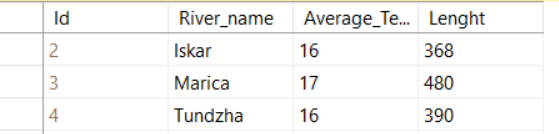 Id River_name Average_Te... Lenght
2 Iskar 16 368
3 Marica 17 480
4 Tundzha 16 390